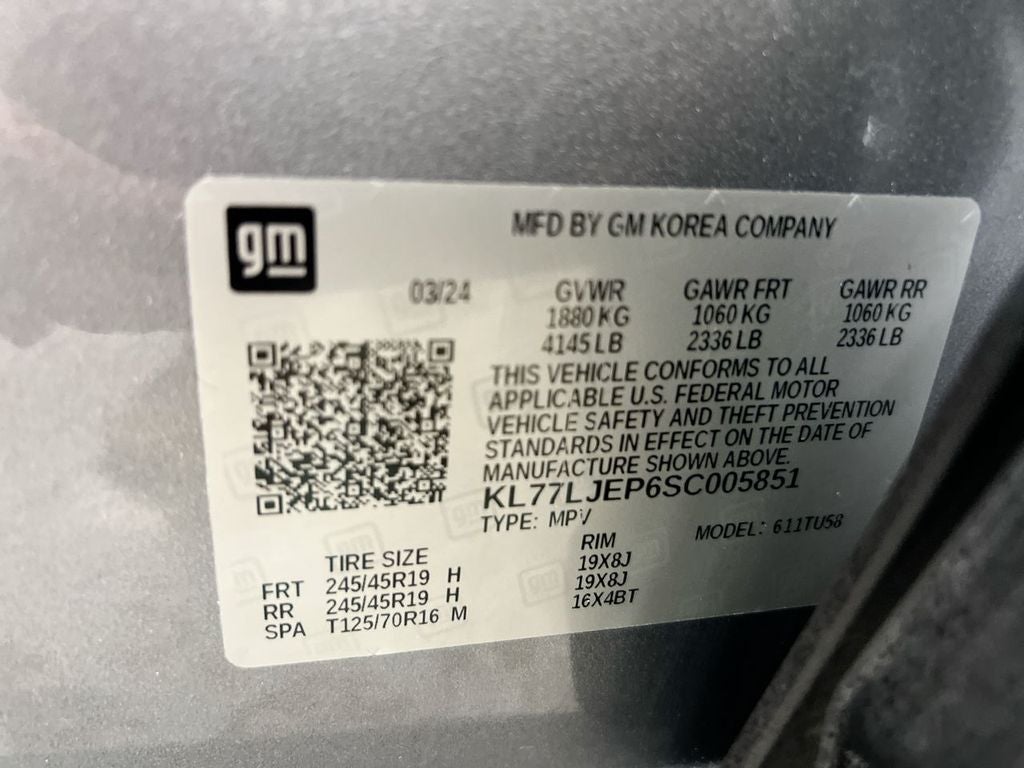 gm
MFD BY GM KOREA COMPANY
03/24 GVWR GAWR FRT GAWR RR
1880 KG 1060 KG 1060 KG
4145 LB 2336 LB 2336 LB
THIS VEHICLE CONFORMS TO ALL
APPLICABLE U.S. FEDERAL MOTOR
VEHICLE SAFETY AND THEFT PREVENTION
STANDARDS IN EFFECT ON THE DATE OF
MANUFACTURE SHOWN ABOVE.
KL77LJEP6SC005851
TYPE: MPV MODEL: 611TU58
TIRE SIZE RIM
FRT 245/45R19 H 19X8J
RR 245/45R19 H 19X8J
SPA T125/70R16 M 16X4BT